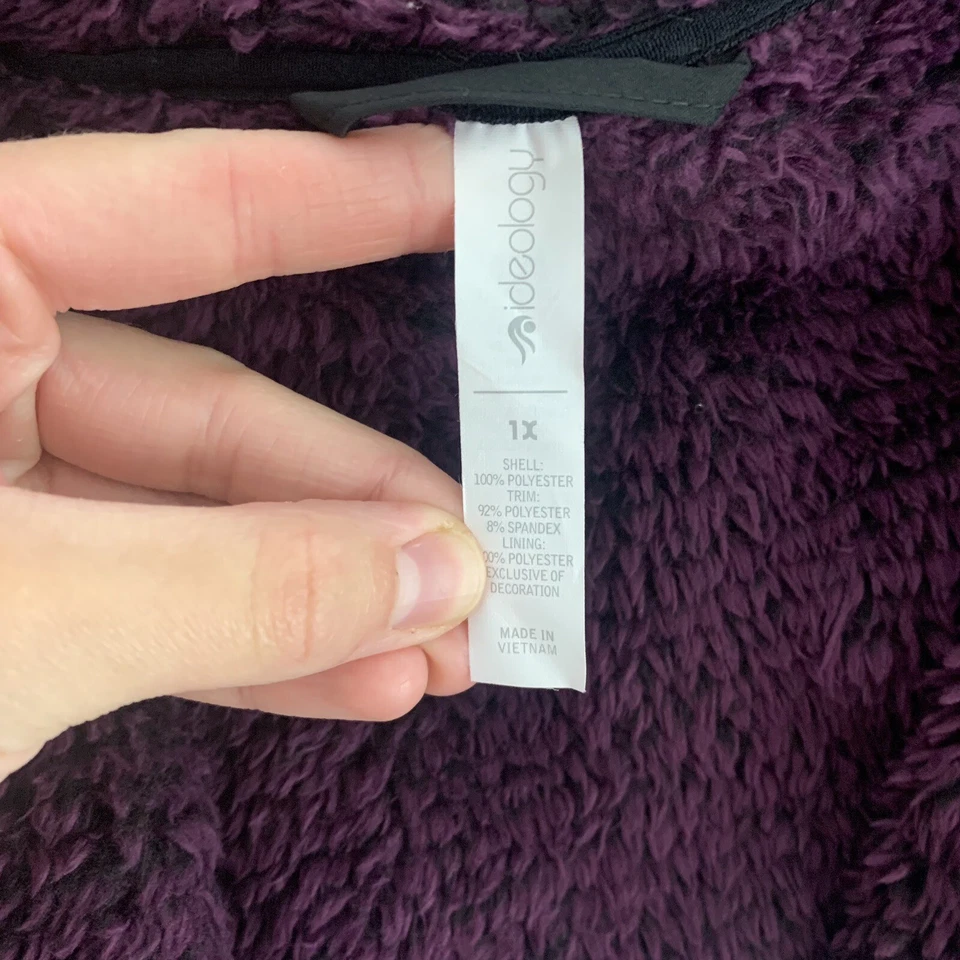 ideology
1X
SHELL:
100% POLYESTER
TRIM:
92% POLYESTER
8% SPANDEX
LINING:
00% POLYESTER
EXCLUSIVE OF
DECORATION
MADE IN
VIETNAM